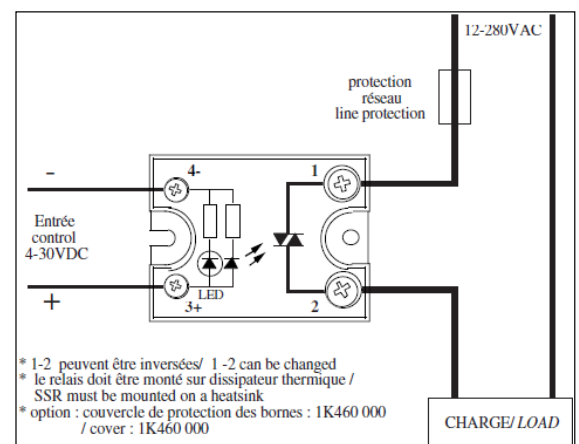 12-280VAC
protection
réseau
line protection
4-
1
-
Entrée
control
4-30VDC
+
LED
3+
2
* 1-2 peuvent être inversées/ 1 -2 can be changed
* le relais doit être monté sur dissipateur thermique /
SSR must be mounted on a heatsink
* option : couvercle de protection des bornes : 1K460 000
/ cover : 1K460 000
CHARGE/LOAD